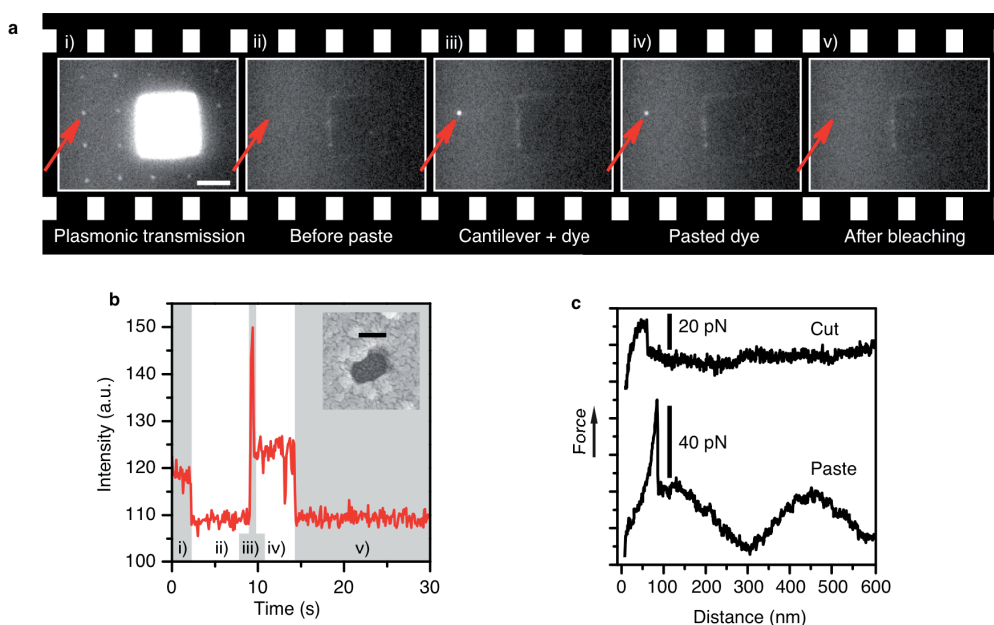 a
i) ii) iii) iv) v)
Plasmonic transmission Before paste Cantilever + dye Pasted dye After bleaching
b
150
140
130
120
110
100
Intensity (a.u.)
i) ii) iii) iv) v)
0 10 20 30
Time (s)
c
20 pN
Cut
40 pN
Paste
Force
0 100 200 300 400 500 600
Distance (nm)